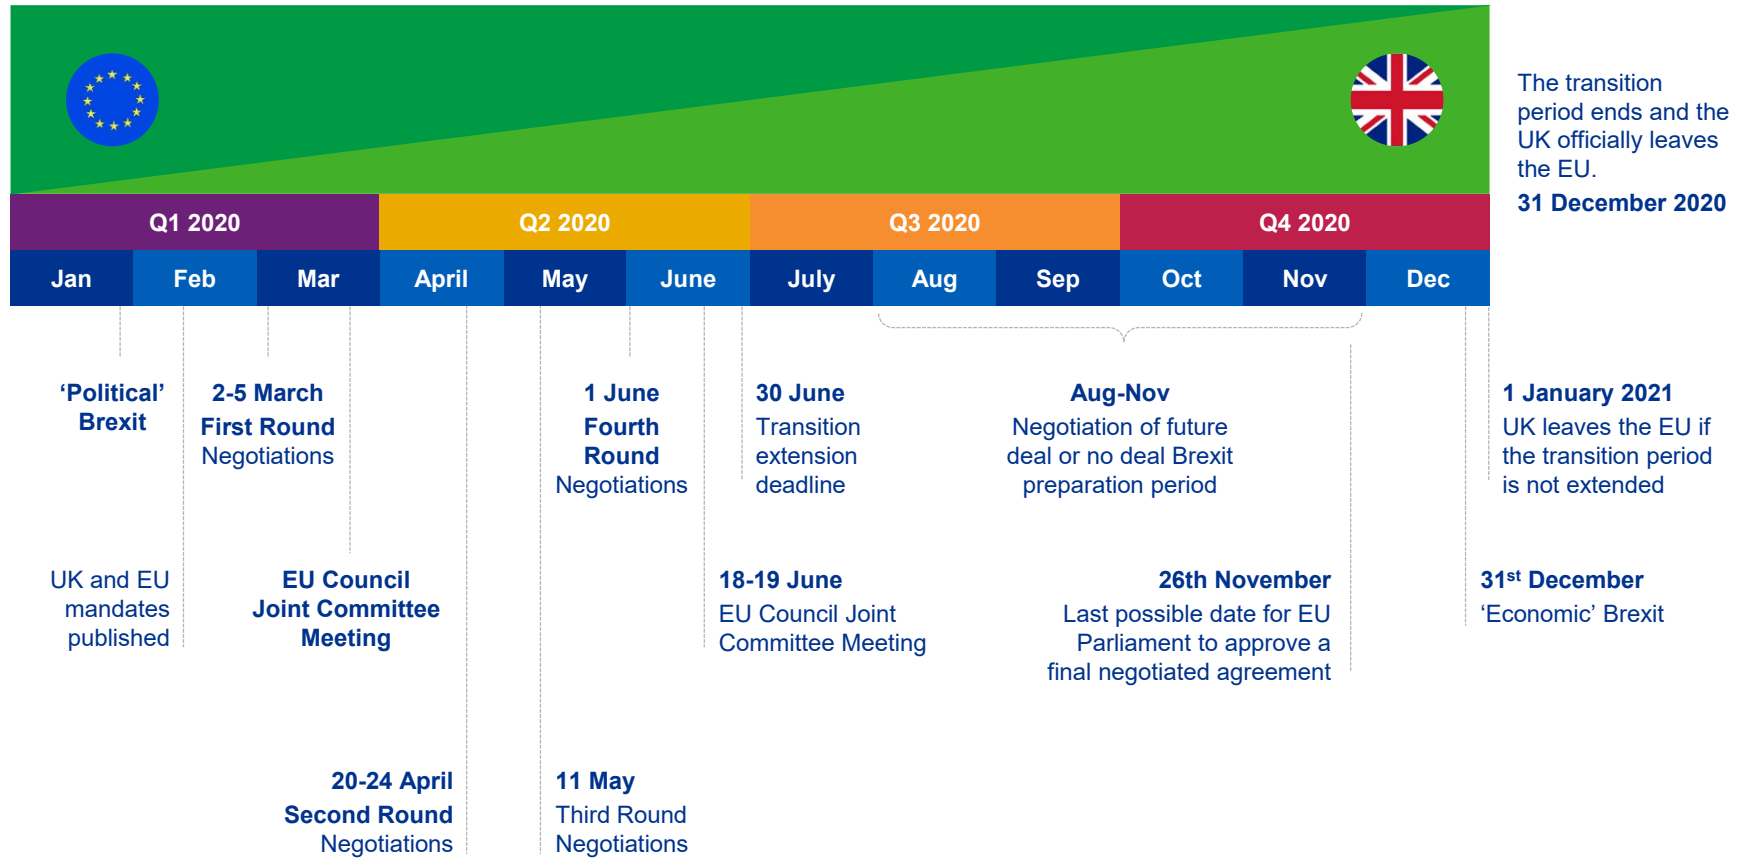 The transition
period ends and the
UK officially leaves
the EU.
31 December 2020
Q1 2020
Q2 2020
Q3 2020
Q4 2020
Jan
Feb
Mar
April
May
June
July
Aug
Sep
Oct
Nov
Dec
‘Political’
Brexit
2-5 March
First Round
Negotiations
1 June
Fourth
Round
Negotiations
30 June
Transition
extension
deadline
Aug-Nov
Negotiation of future
deal or no deal Brexit
preparation period
1 January 2021
UK leaves the EU if
the transition period
is not extended
UK and EU
mandates
published
EU Council
Joint Committee
Meeting
18-19 June
EU Council Joint
Committee Meeting
26th November
Last possible date for EU
Parliament to approve a
final negotiated agreement
31st December
‘Economic’ Brexit
20-24 April
Second Round
Negotiations
11 May
Third Round
Negotiations